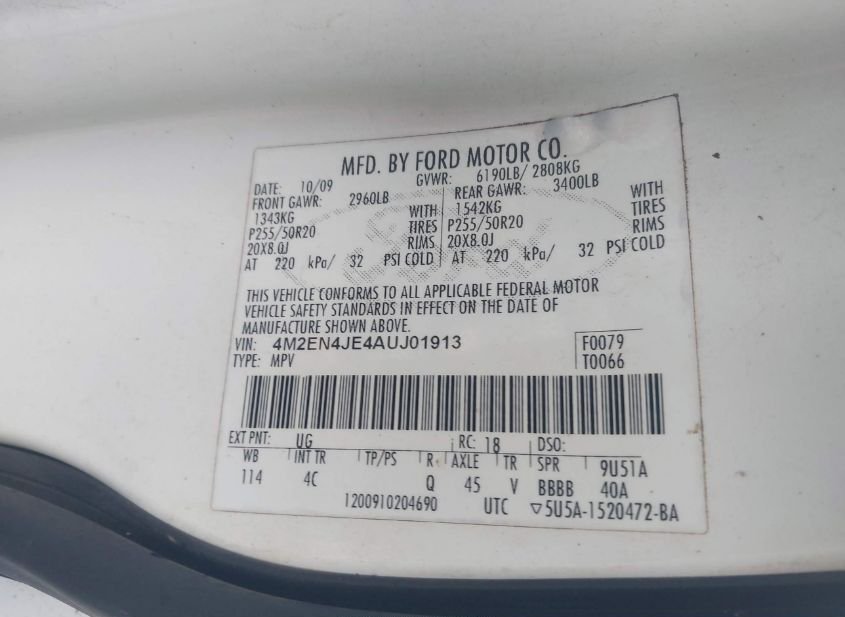 MFD. BY FORD MOTOR CO.
DATE: 10/09 GVWR: 6190LB/ 2808KG
FRONT GAWR: 2960LB REAR GAWR: 3400LB
1343KG WITH 1542KG WITH
P255/50R20 TIRES P255/50R20 TIRES
20X8.0J RIMS 20X8.0J RIMS
AT 220 kPa/ 32 PSI COLD AT 220 kPa/ 32 PSI COLD
THIS VEHICLE CONFORMS TO ALL APPLICABLE FEDERAL MOTOR
VEHICLE SAFETY STANDARDS IN EFFECT ON THE DATE OF
MANUFACTURE SHOWN ABOVE.
VIN: 4M2EN4JE4AUJ01913 F0079
TYPE: MPV T0066
EXT PNT: UG RC: 18 DSO:
WB INT TR TP/PS R AXLE TR SPR 9U51A
114 4C Q 45 V BBBB 40A
1200910204690 UTC ▽5U5A-1520472-BA